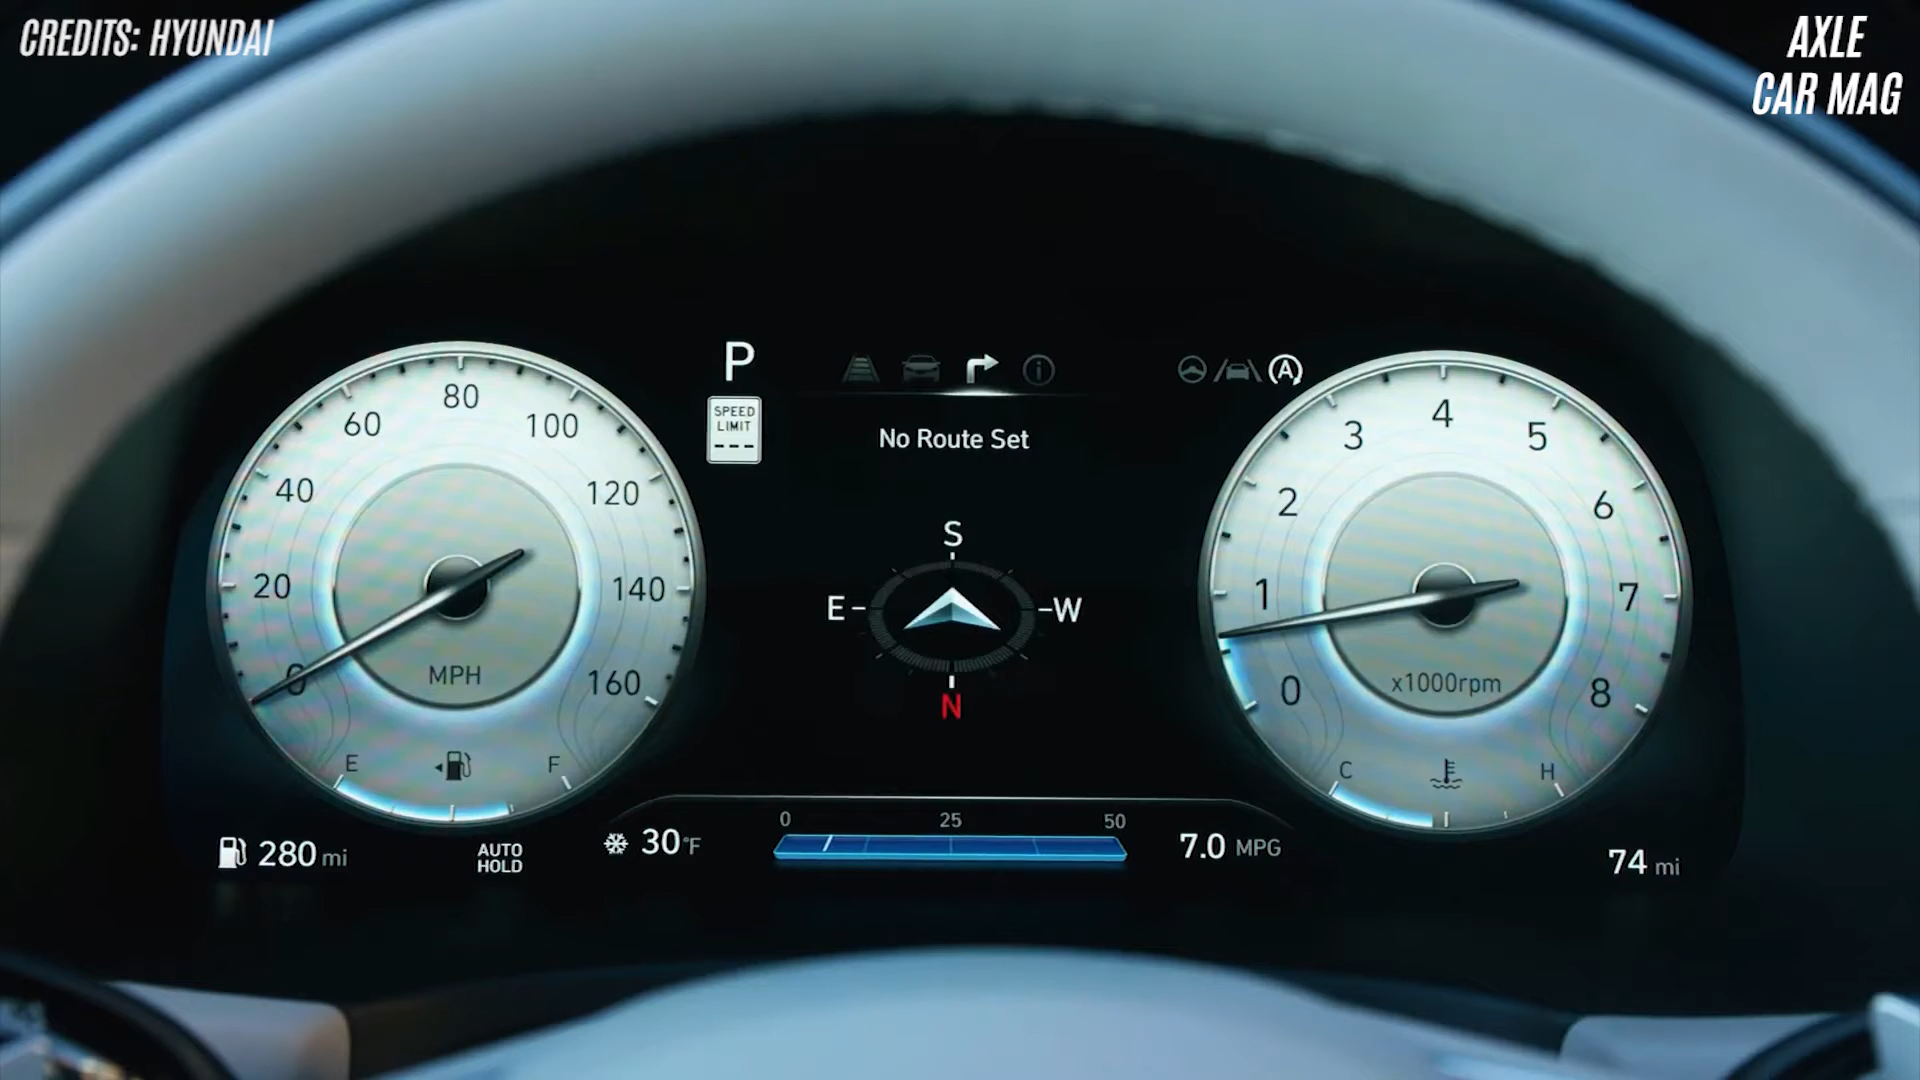 CREDITS: HYUNDAI
AXLE
CAR MAG
P
SPEED
LIMIT
---
No Route Set
0
20
40
60
80
100
120
140
160
MPH
E
F
S
E
W
N
0
1
2
3
4
5
6
7
8
x1000rpm
C
H
A
i
280 mi
AUTO
HOLD
30°F
0 25 50
7.0 MPG
74 mi